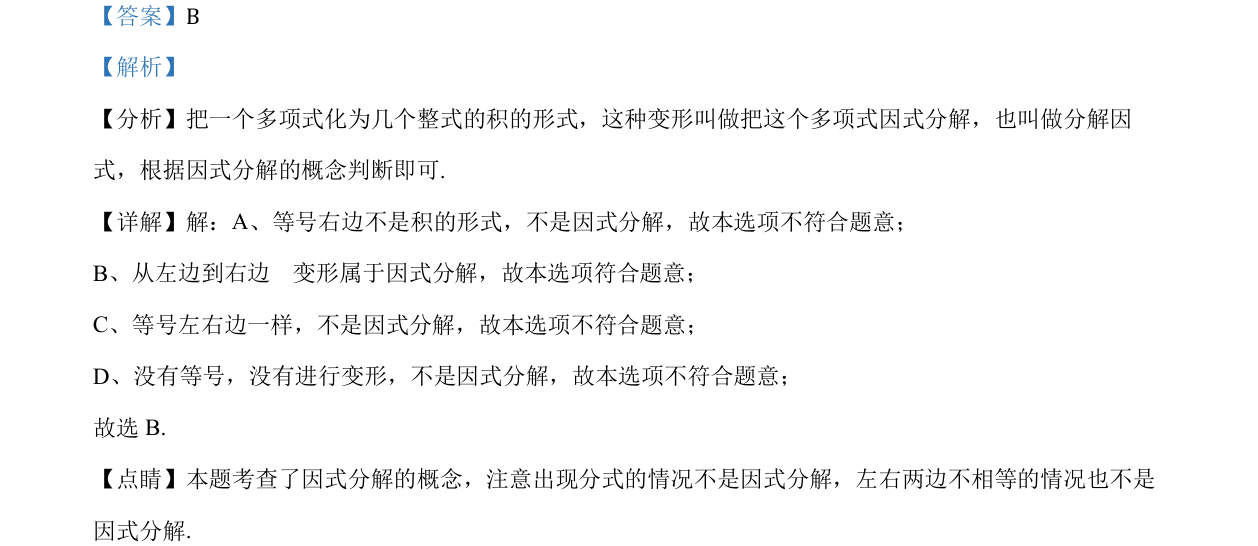 【答案】B
【解析】
【分析】把一个多项式化为几个整式的积的形式，这种变形叫做把这个多项式因式分解，也叫做分解因
式，根据因式分解的概念判断即可.
【详解】解：A、等号右边不是积的形式，不是因式分解，故本选项不符合题意；
B、从左边到右边　变形属于因式分解，故本选项符合题意；
C、等号左右边一样，不是因式分解，故本选项不符合题意；
D、没有等号，没有进行变形，不是因式分解，故本选项不符合题意；
故选 B.
【点睛】本题考查了因式分解的概念，注意出现分式的情况不是因式分解，左右两边不相等的情况也不是
因式分解.